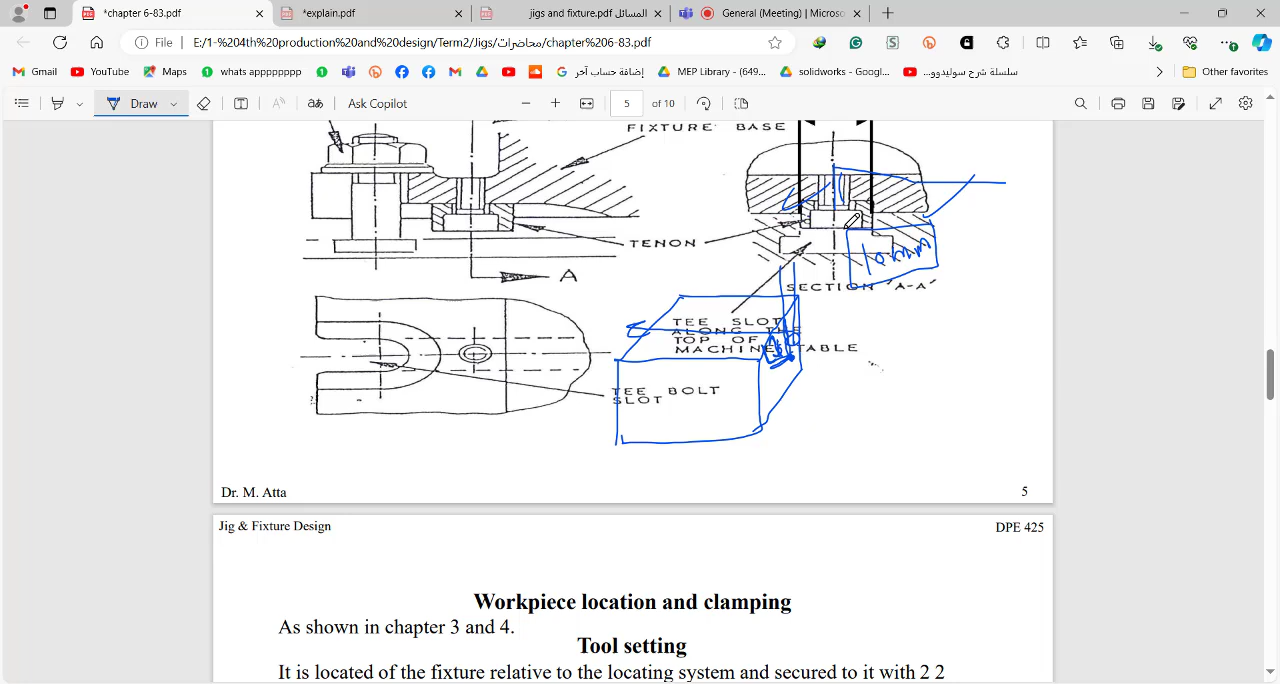 *chapter 6-83.pdf
*explain.pdf
jigs and fixture.pdf المسائل
General (Meeting) | Microso
File
E:/1-%204th%20production%20and%20design/Term2/Jigs/محاضرات/chapter%206-83.pdf
Gmail
YouTube
Maps
whats apppppppp
إضافة حساب آخر
MEP Library - (649...
solidworks - Googl...
سلسلة شرح سوليدوو...
Other favorites
Draw
aあ
Ask Copilot
5
of 10
FIXTURE BASE
TENON
A
10mm
SECTION 'A-A'
TEE SLOT
ALONG THE
TOP OF
MACHINE TABLE
TEE BOLT
SLOT
Dr. M. Atta
5
Jig & Fixture Design
DPE 425
Workpiece location and clamping
As shown in chapter 3 and 4.
Tool setting
It is located of the fixture relative to the locating system and secured to it with 2 2